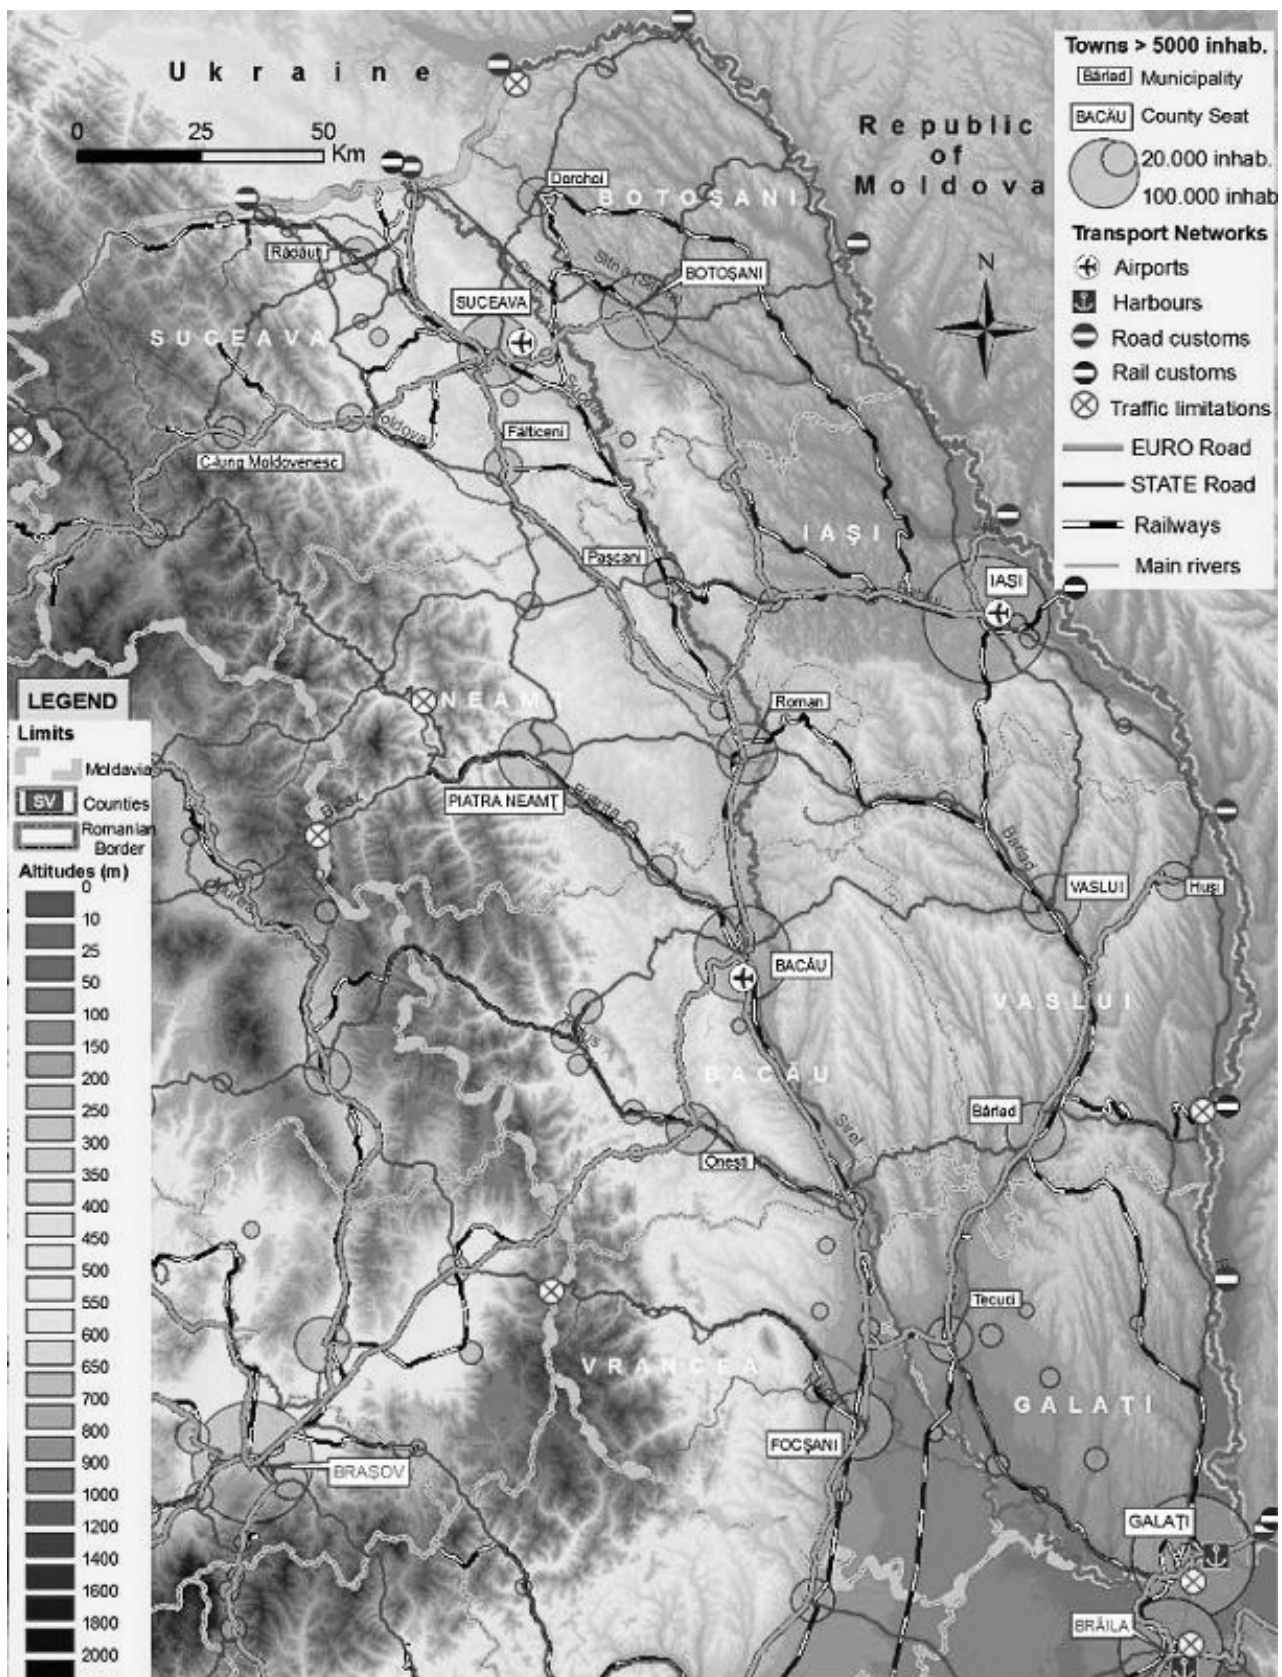 Ukraine
0 25 50
Km
Republic
of
Moldova
Towns > 5000 inhab.
Bârlad Municipality
BACĂU County Seat
20.000 inhab.
100.000 inhab
Transport Networks
Airports
Harbours
Road customs
Rail customs
Traffic limitations
EURO Road
STATE Road
Railways
Main rivers
N
Dorohoi
BOTOŞANI
Rădăuţi
BOTOŞANI
SUCEAVA
SUCEAVA
Moldova
Fălticeni
C-lung Moldovenesc
IAŞI
Paşcani
IAŞI
NEAMŢ
Roman
PIATRA NEAMŢ
Bistrița
Bârlad
VASLUI
Huşi
BACĂU
VASLUI
BACĂU
Siret
Bârlad
Oneşti
Tecuci
VRANCEA
GALAŢI
FOCŞANI
BRAŞOV
GALAŢI
BRĂILA
LEGEND
Limits
Moldavia
SV Counties
Romanian
Border
Altitudes (m)
0
10
25
50
100
150
200
250
300
350
400
450
500
550
600
650
700
800
900
1000
1200
1400
1600
1800
2000